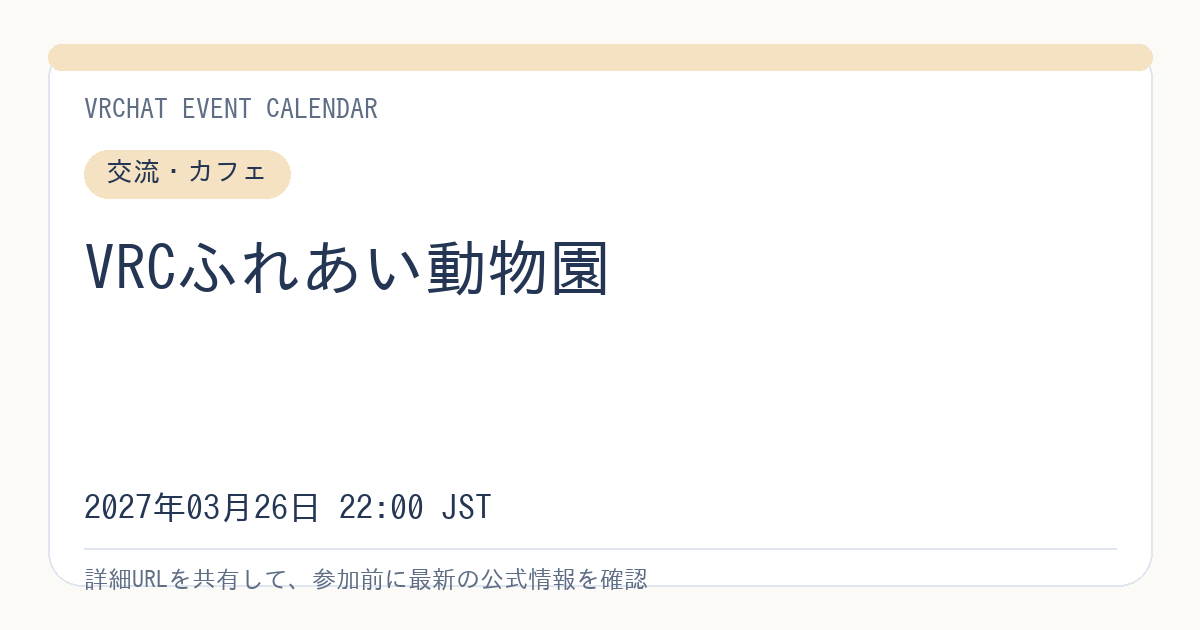 VRCHAT EVENT CALENDAR
交流・カフェ
VRCふれあい動物園
2027年03月26日 22:00 JST
詳細URLを共有して、参加前に最新の公式情報を確認